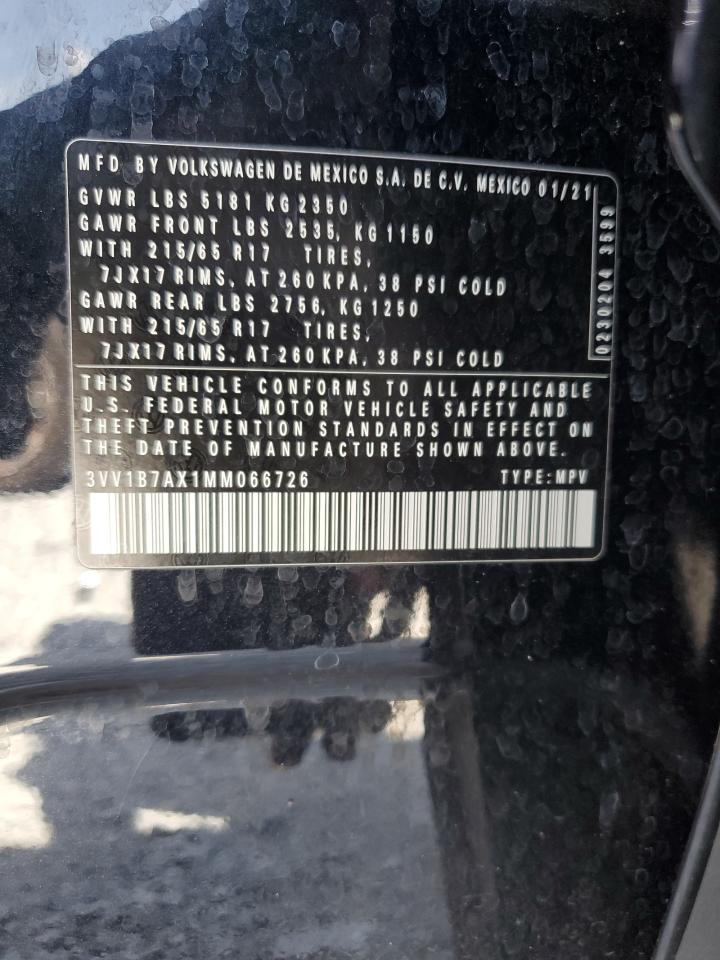 MFD BY VOLKSWAGEN DE MEXICO S.A. DE C.V. MEXICO 01/21
GVWR LBS 5181 KG 2350
GAWR FRONT LBS 2535, KG 1150
WITH 215/65 R17 TIRES,
7JX17 RIMS, AT 260 KPA, 38 PSI COLD
GAWR REAR LBS 2756, KG 1250
WITH 215/65 R17 TIRES,
7JX17 RIMS, AT 260 KPA, 38 PSI COLD
0230204 3599
THIS VEHICLE CONFORMS TO ALL APPLICABLE
U.S. FEDERAL MOTOR VEHICLE SAFETY AND
THEFT PREVENTION STANDARDS IN EFFECT ON
THE DATE OF MANUFACTURE SHOWN ABOVE.
3VV1B7AX1MM066726 TYPE: MPV